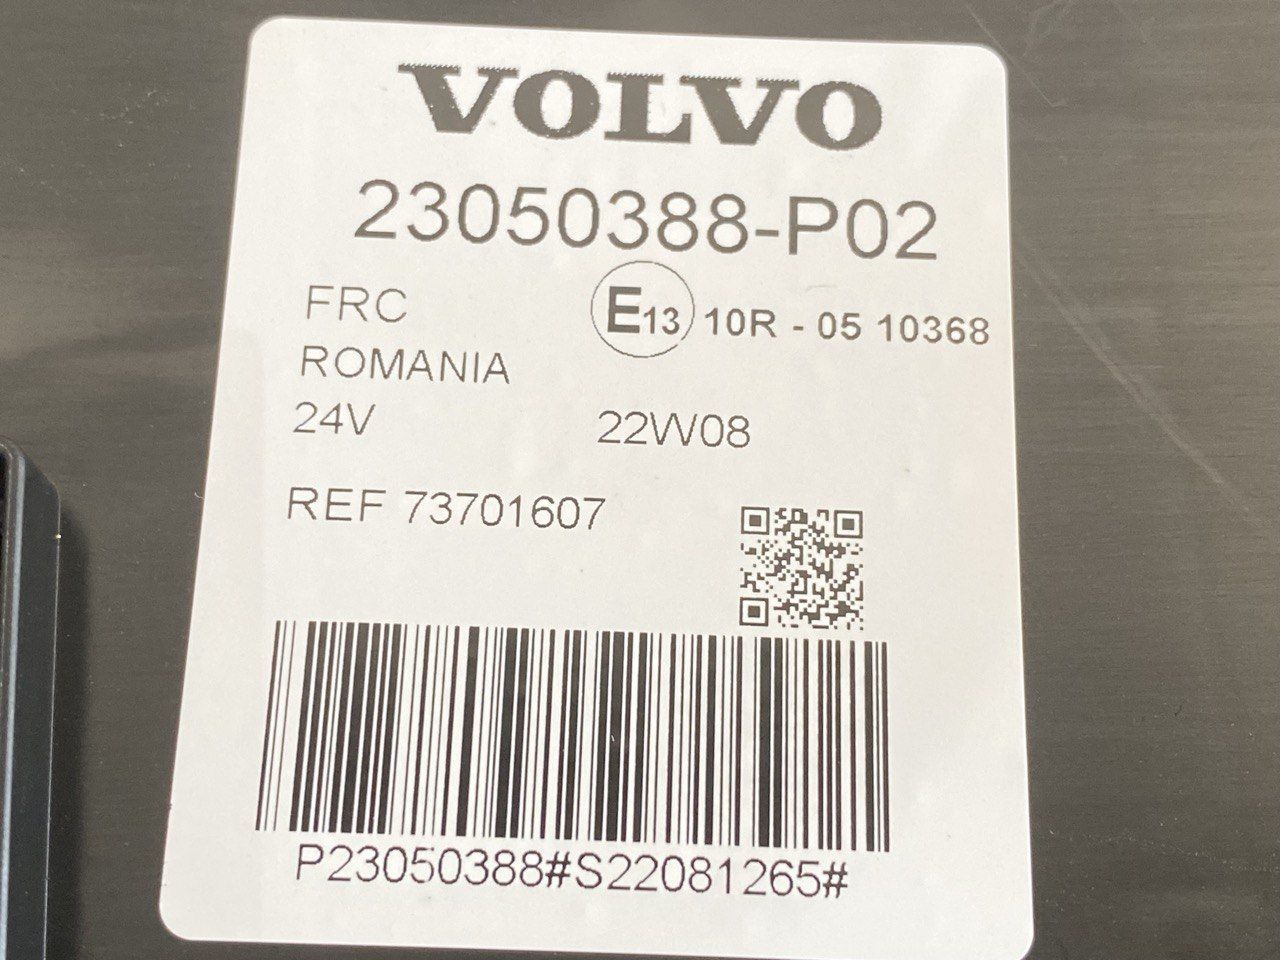 VOLVO
23050388-P02
FRC
E13 10R - 05 10368
ROMANIA
24V 22W08
REF 73701607
P23050388#S22081265#